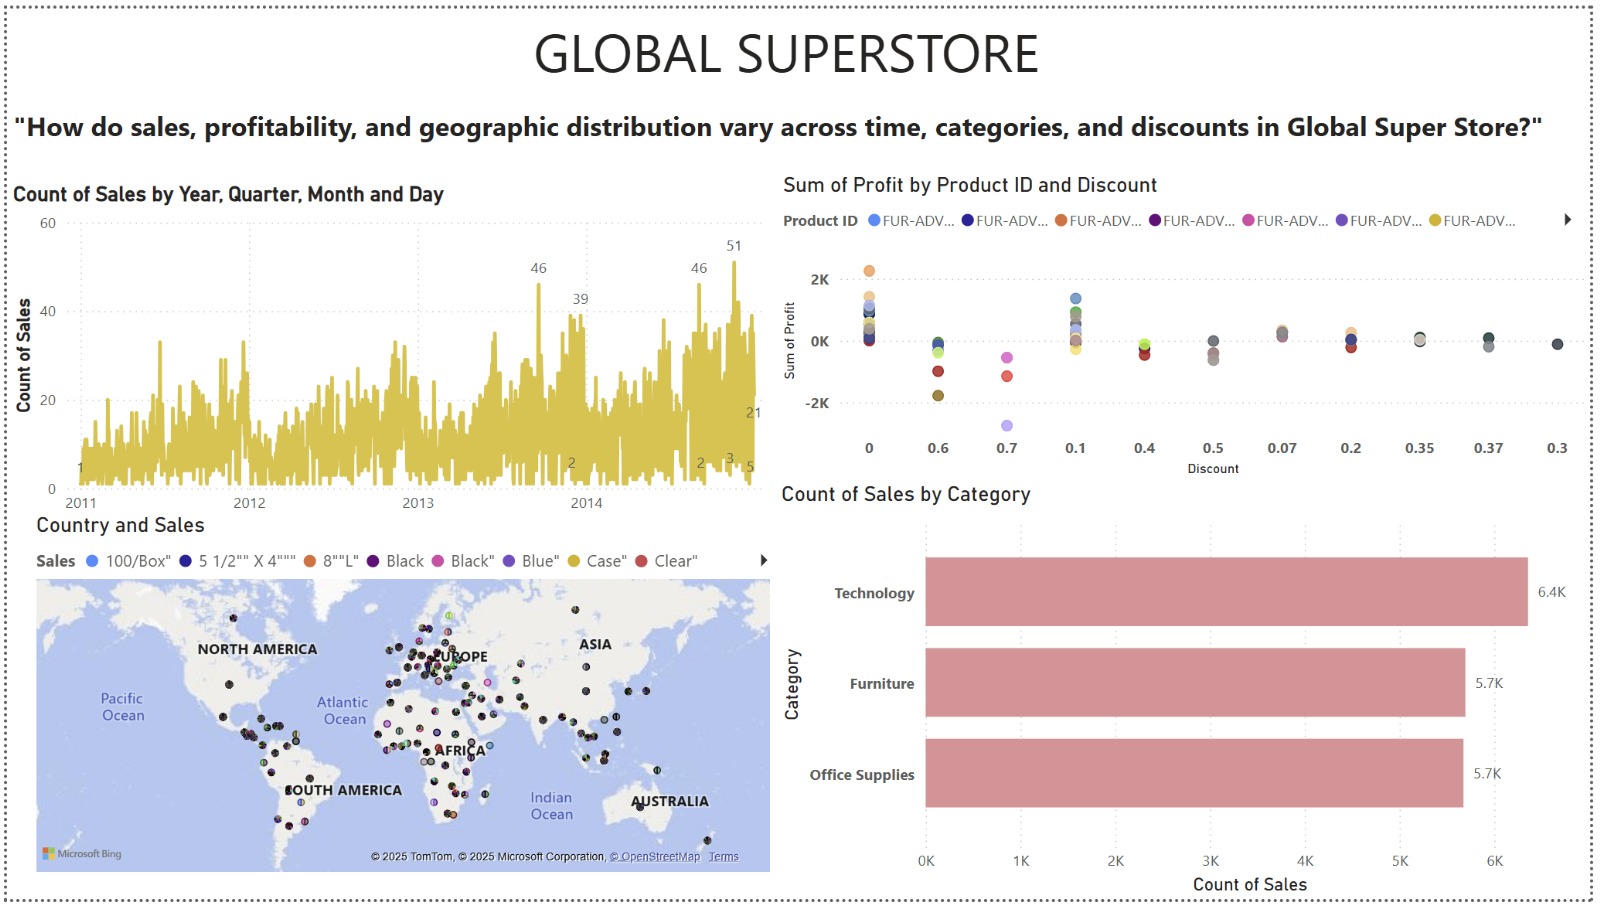 GLOBAL SUPERSTORE
"How do sales, profitability, and geographic distribution vary across time, categories, and discounts in Global Super Store?"
Count of Sales by Year, Quarter, Month and Day
Count of Sales
60
40
20
0
46
39
46
51
21
1
2
2
3
5
2011 2012 2013 2014
Sum of Profit by Product ID and Discount
Product ID FUR-ADV... FUR-ADV... FUR-ADV... FUR-ADV... FUR-ADV... FUR-ADV... FUR-ADV...
Sum of Profit
2K
0K
-2K
0 0.6 0.7 0.1 0.4 0.5 0.07 0.2 0.35 0.37 0.3
Discount
Country and Sales
Sales 100/Box" 5 1/2"" X 4""" 8""L" Black Black" Blue" Case" Clear"
NORTH AMERICA
EUROPE
ASIA
Pacific
Ocean
Atlantic
Ocean
AFRICA
SOUTH AMERICA
Indian
Ocean
AUSTRALIA
Microsoft Bing
© 2025 TomTom, © 2025 Microsoft Corporation, © OpenStreetMap Terms
Count of Sales by Category
Category
Technology 6.4K
Furniture 5.7K
Office Supplies 5.7K
0K 1K 2K 3K 4K 5K 6K
Count of Sales